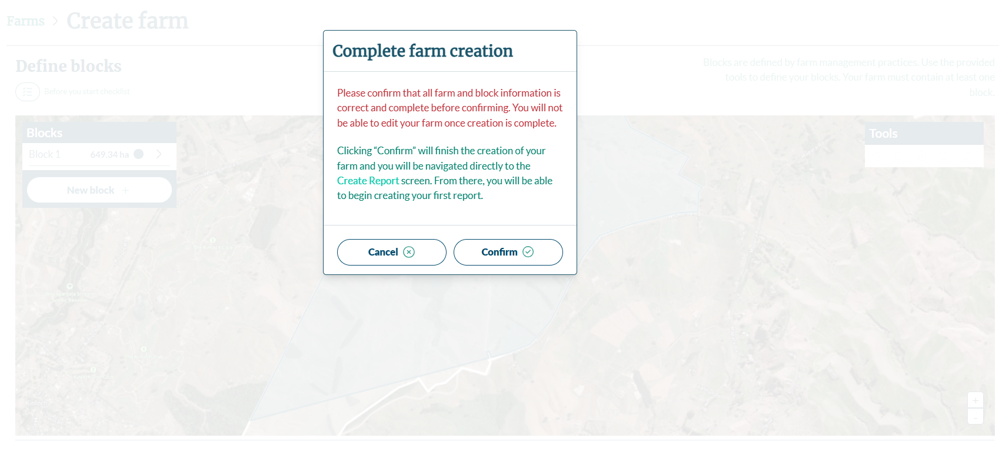 Farms
Create farm
Complete farm creation
Define blocks
Before you start checklist
Blocks are defined by farm management practices. Use the provided
tools to define your blocks. Your farm must contain at least one
block.
Please confirm that all farm and block information is
correct and complete before confirming. You will not
be able to edit your farm once creation is complete.
Clicking “Confirm” will finish the creation of your
farm and you will be navigated directly to the
Create Report screen. From there, you will be able
to begin creating your first report.
Cancel
Confirm
Blocks
Block 1 649.34 ha
New block +
Tools
Kinloch
+
-